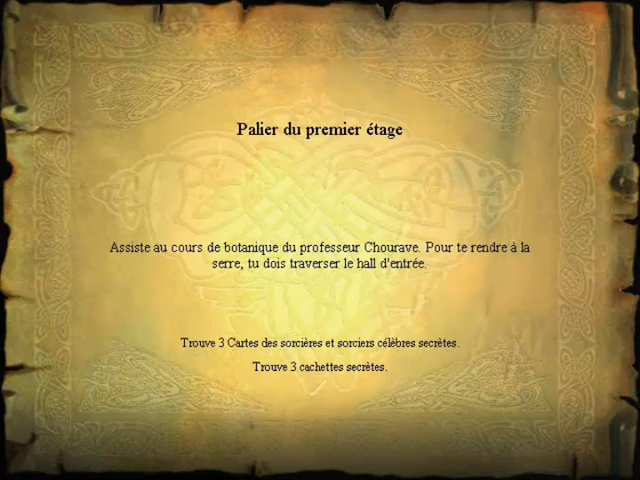 Palier du premier étage
Assiste au cours de botanique du professeur Chourave. Pour te rendre à la
serre, tu dois traverser le hall d'entrée.
Trouve 3 Cartes des sorcières et sorciers célèbres secrètes.
Trouve 3 cachettes secrètes.